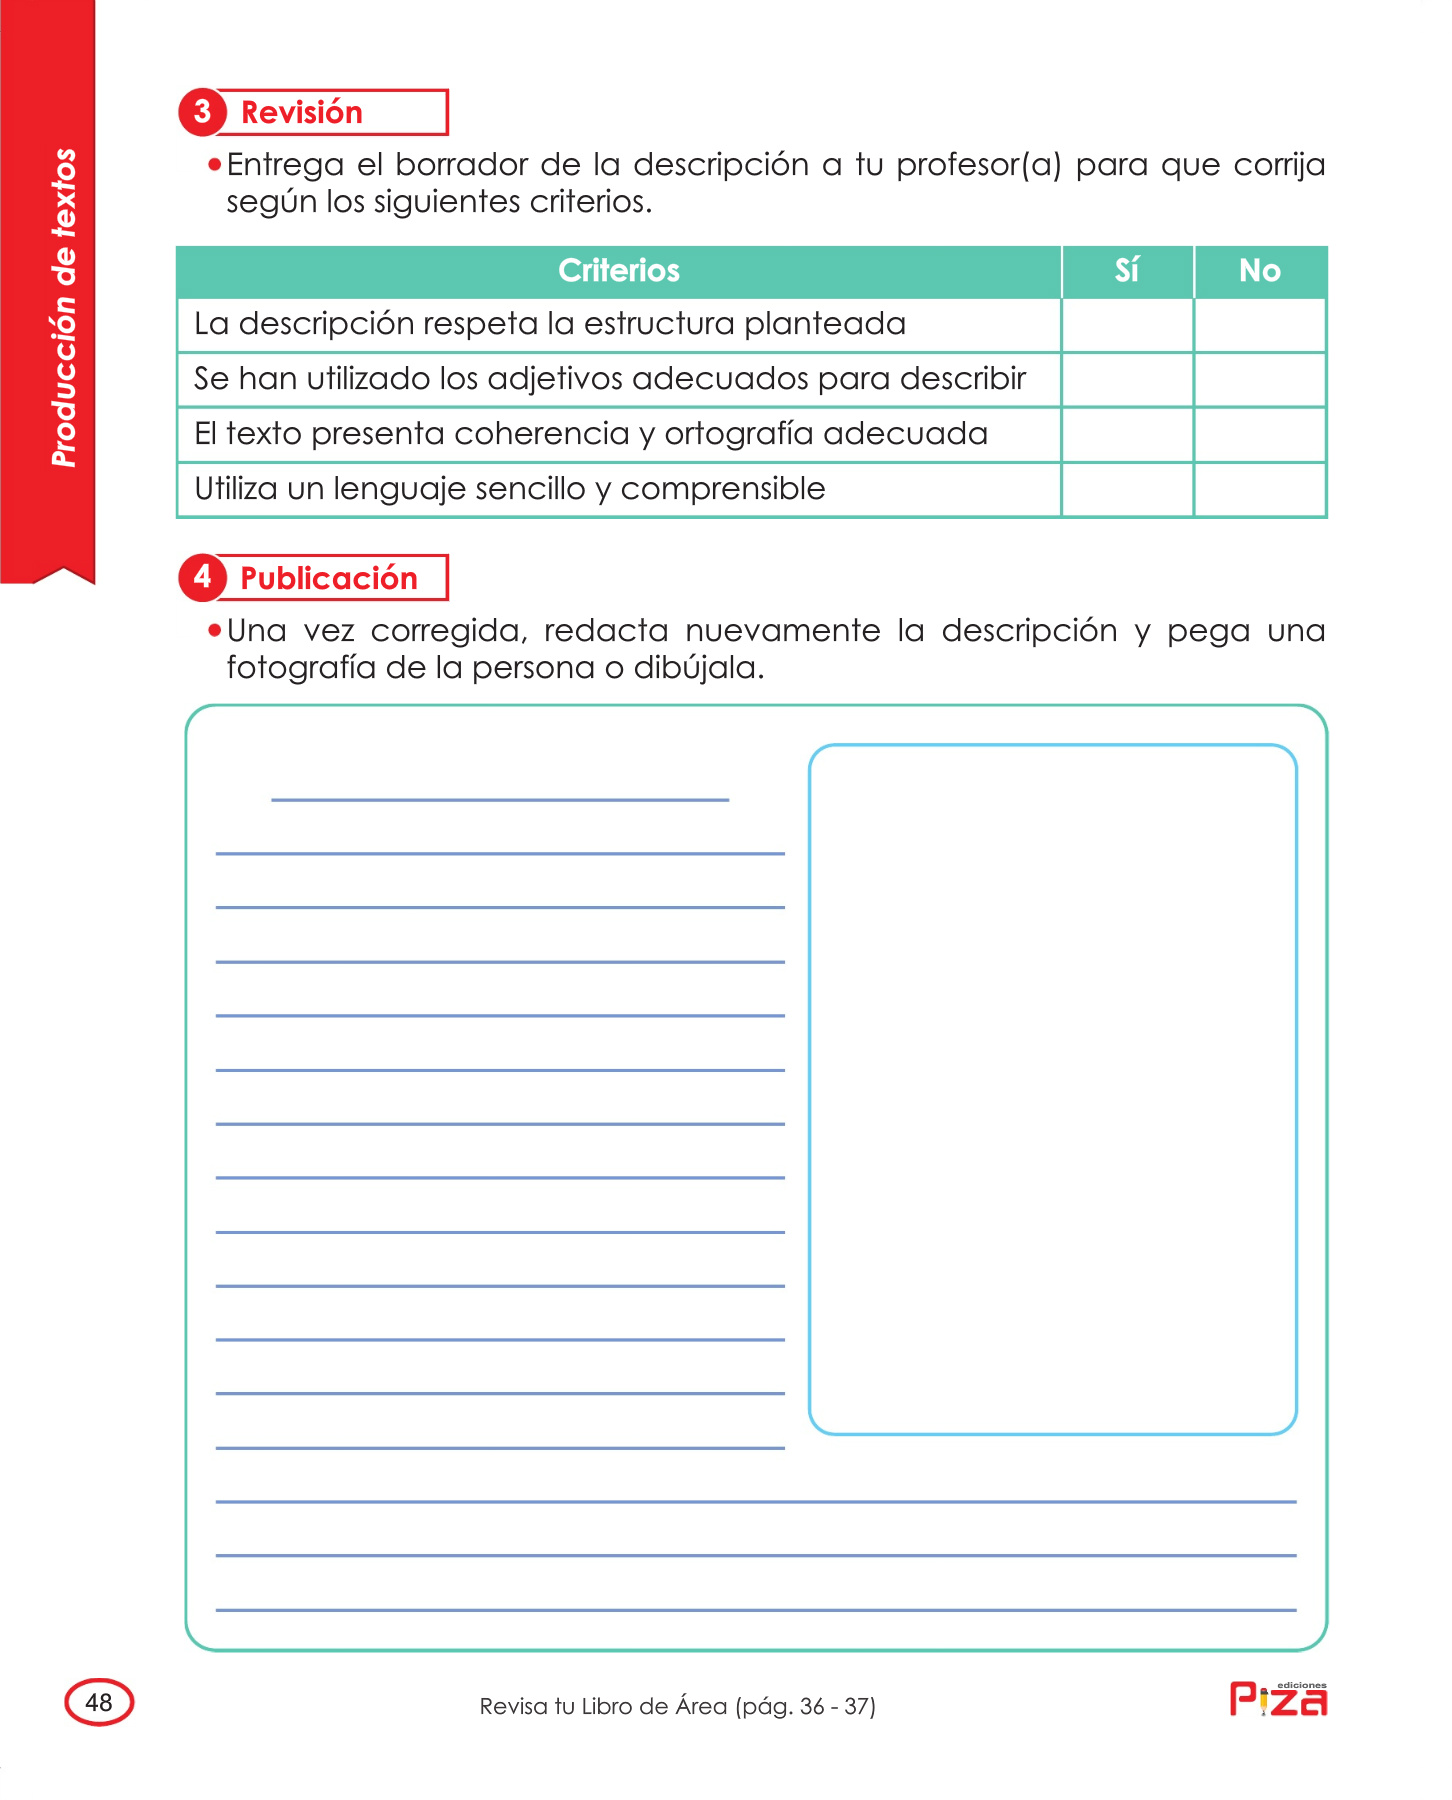 Producción de textos
3 Revisión
•Entrega el borrador de la descripción a tu profesor(a) para que corrija
según los siguientes criterios.
Criterios Sí No
La descripción respeta la estructura planteada
Se han utilizado los adjetivos adecuados para describir
El texto presenta coherencia y ortografía adecuada
Utiliza un lenguaje sencillo y comprensible
4 Publicación
•Una vez corregida, redacta nuevamente la descripción y pega una
fotografía de la persona o dibújala.
48
Revisa tu Libro de Área (pág. 36 - 37)
ediciones
Piza